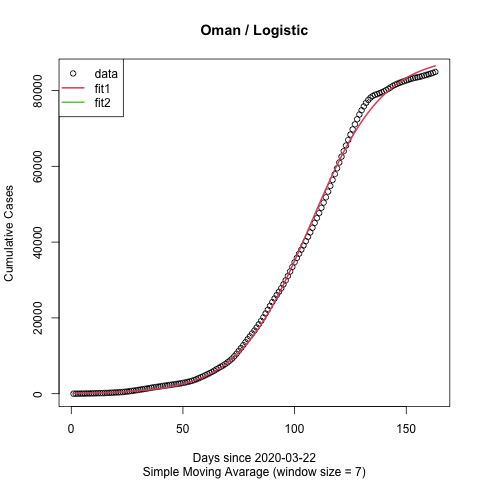 Oman / Logistic
data
fit1
fit2
Cumulative Cases
0
20000
40000
60000
80000
0
50
100
150
Days since 2020-03-22
Simple Moving Avarage (window size = 7)